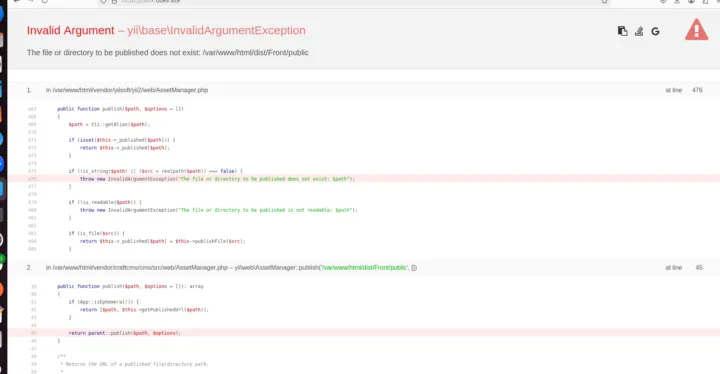 Invalid Argument – yii\base\InvalidArgumentException
The file or directory to be published does not exist: /var/www/html/dist/Front/public
1. in /var/www/html/vendor/yiisoft/yii2/web/AssetManager.php at line 476
467 public function publish($path, $options = [])
468 {
469 $path = Yii::getAlias($path);
470
471 if (isset($this->_published[$path])) {
472 return $this->_published[$path];
473 }
474
475 if (!is_string($path) || ($src = realpath($path)) === false) {
476 throw new InvalidArgumentException("The file or directory to be published does not exist: $path");
477 }
478
479 if (!is_readable($path)) {
480 throw new InvalidArgumentException("The file or directory to be published is not readable: $path");
481 }
482
483 if (is_file($src)) {
484 return $this->_published[$path] = $this->publishFile($src);
485 }
2. in /var/www/html/vendor/craftcms/cms/src/web/AssetManager.php – yii\web\AssetManager::publish('/var/www/html/dist/Front/public', []) at line 45
39 public function publish($path, $options = []): array
40 {
41 if (App::isEphemeral()) {
42 return [$path, $this->getPublishedUrl($path)];
43 }
44
45 return parent::publish($path, $options);
46 }
47
48 /**
49 * Returns the URL of a published file/directory path.
50 *